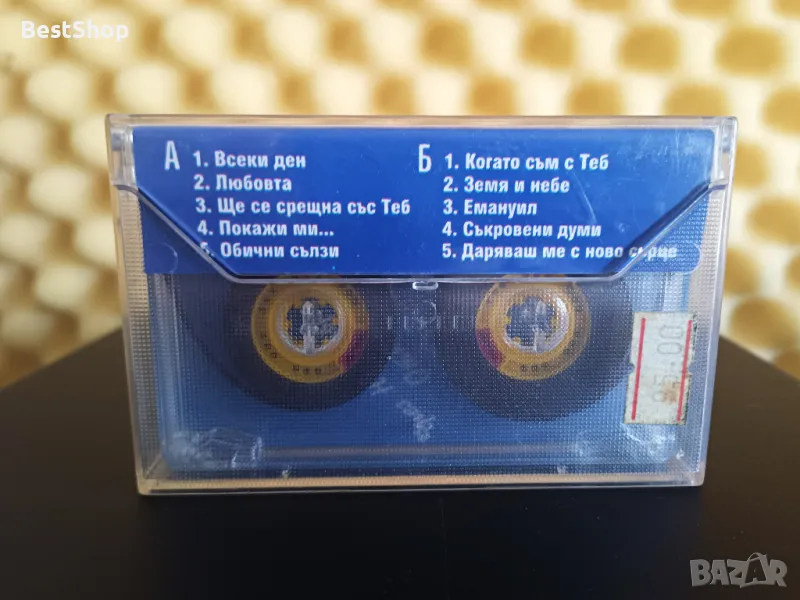 BestShop
А
1. Всеки ден
2. Любовта
3. Ще се срещна със Теб
4. Покажи ми...
5. Обични сълзи
Б
1. Когато съм с Теб
2. Земя и небе
3. Емануил
4. Съкровени думи
5. Даряваш ме с ново сърце
BAZAR